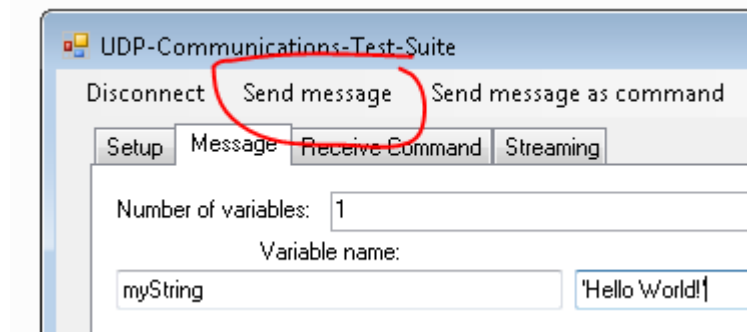 UDP-Communications-Test-Suite
Disconnect Send message Send message as command
Setup Message Receive Command Streaming
Number of variables: 1
Variable name:
myString 'Hello World!'